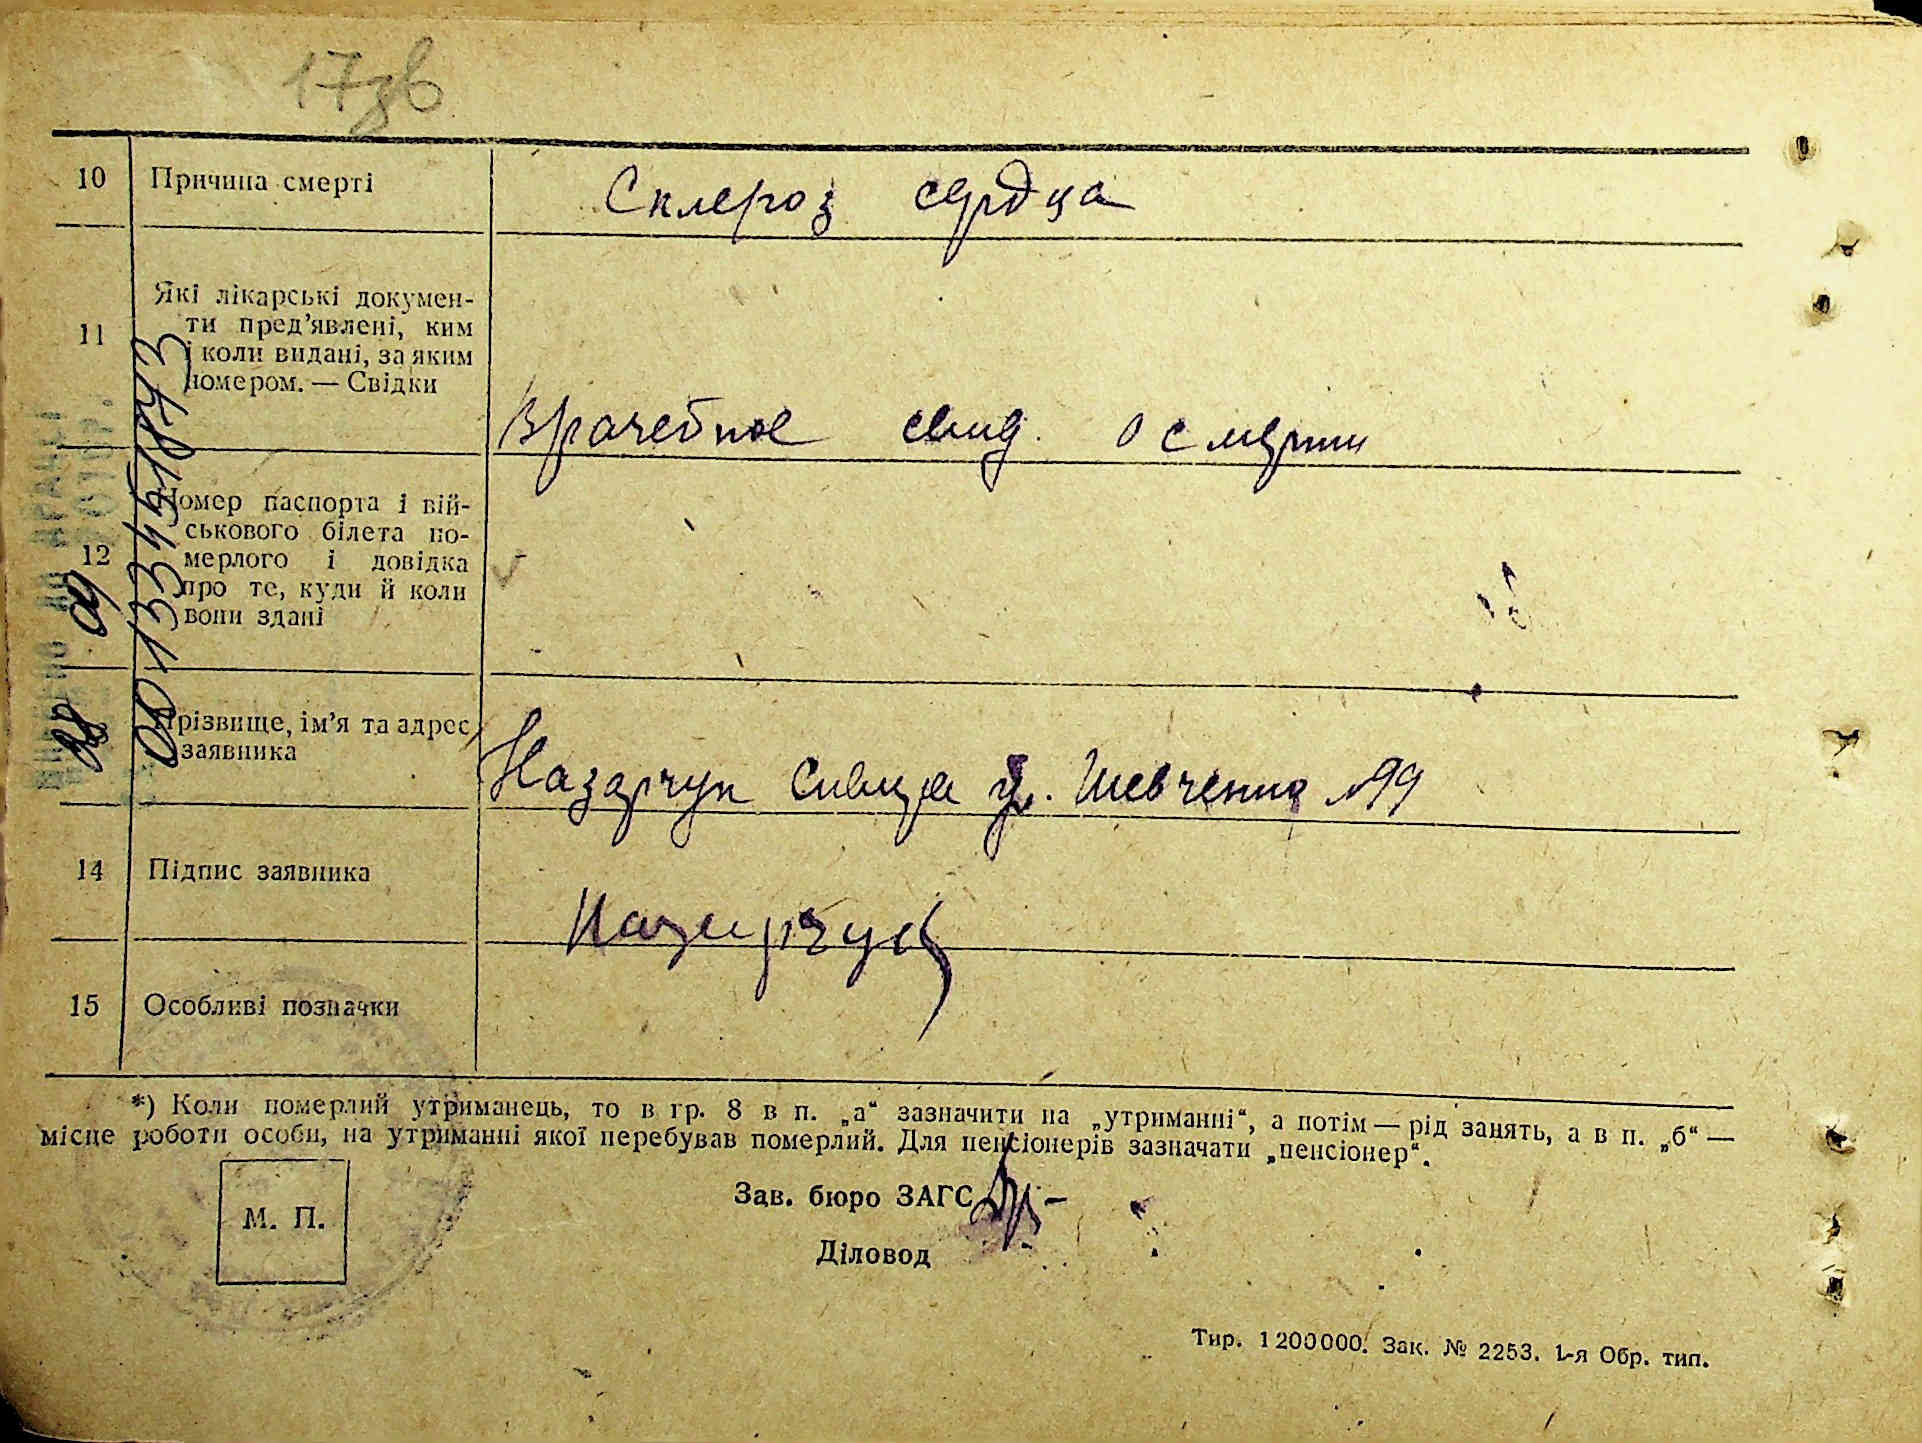 17зв
10 Причина смерті Склероз сердца
11 Які лікарські докумен-
ти пред’явлені, ким
і коли видані, за яким
номером. — Свідки
Врачебное свид. о смерти
12 Номер паспорта і вій-
ськового білета по-
мерлого і довідка
про те, куди й коли
вони здані
Прізвище, ім’я та адрес
заявника
Назарчук ул. Шевченко №99
14 Підпис заявника
Назарчук
15 Особливі позначки
*) Коли померлий утриманець, то в гр. 8 в п. „а“ зазначити на „утриманні“, а потім — рід занять, а в п. „б“ —
місце роботи особи, на утриманні якої перебував померлий. Для пенсіонерів зазначати „пенсіонер“.
М. П.
Зав. бюро ЗАГС
Діловод
Тир. 1200000. Зак. № 2253. 1-я Обр. тип.